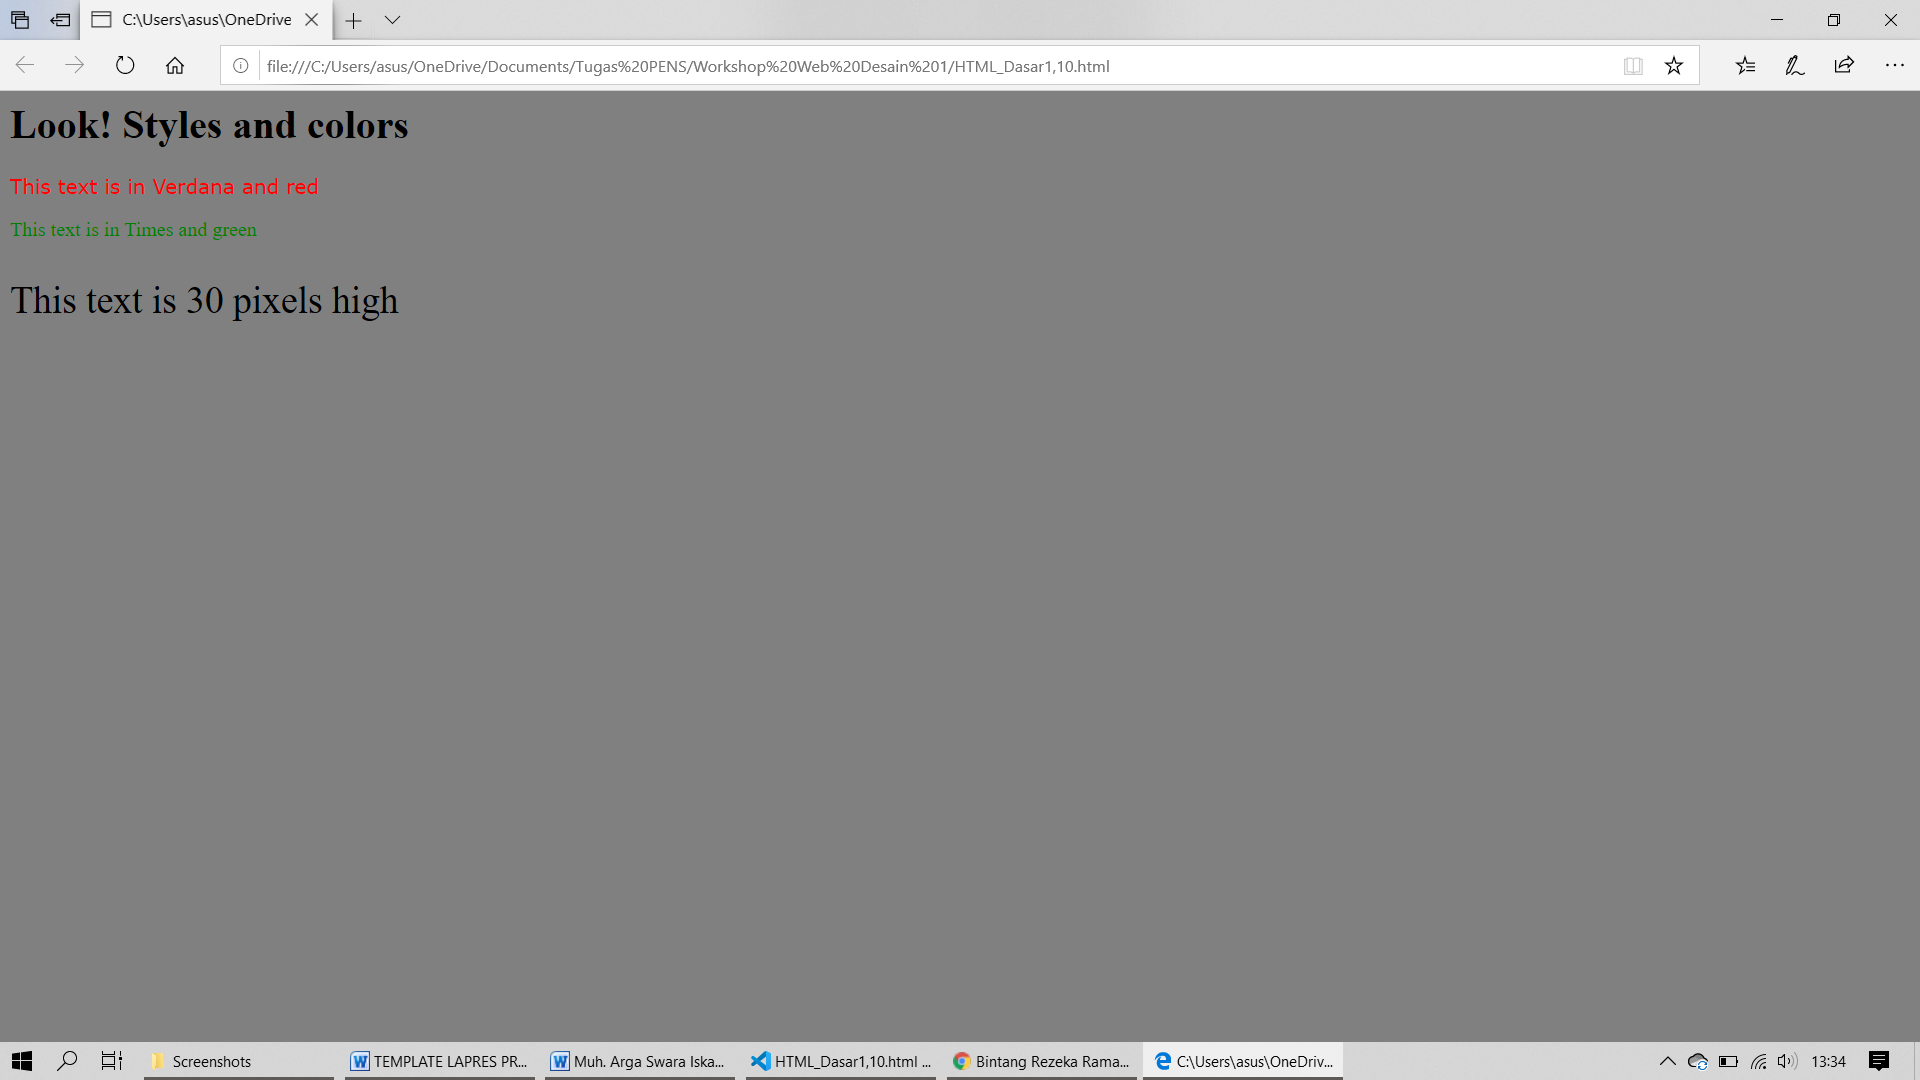 C:\Users\asus\OneDrive
file:///C:/Users/asus/OneDrive/Documents/Tugas%20PENS/Workshop%20Web%20Desain%201/HTML_Dasar1,10.html
Look! Styles and colors
This text is in Verdana and red
This text is in Times and green
This text is 30 pixels high
Screenshots
TEMPLATE LAPRES PR...
Muh. Arga Swara Iska...
HTML_Dasar1,10.html ...
Bintang Rezeka Rama...
C:\Users\asus\OneDriv...
13:34